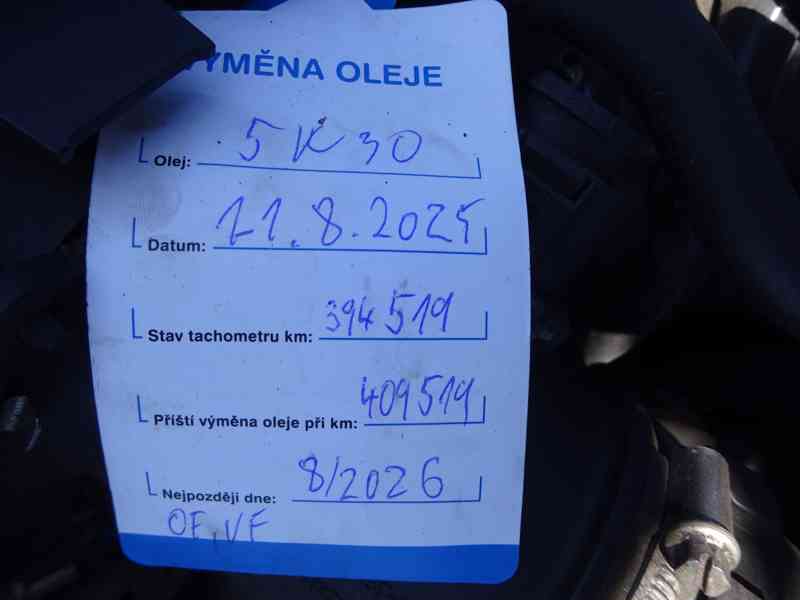 VÝMĚNA OLEJE
Olej: 5W30
Datum: 11.8.2025
Stav tachometru km: 394519
Příští výměna oleje při km: 409519
Nejpozději dne: 8/2026
OF, VF